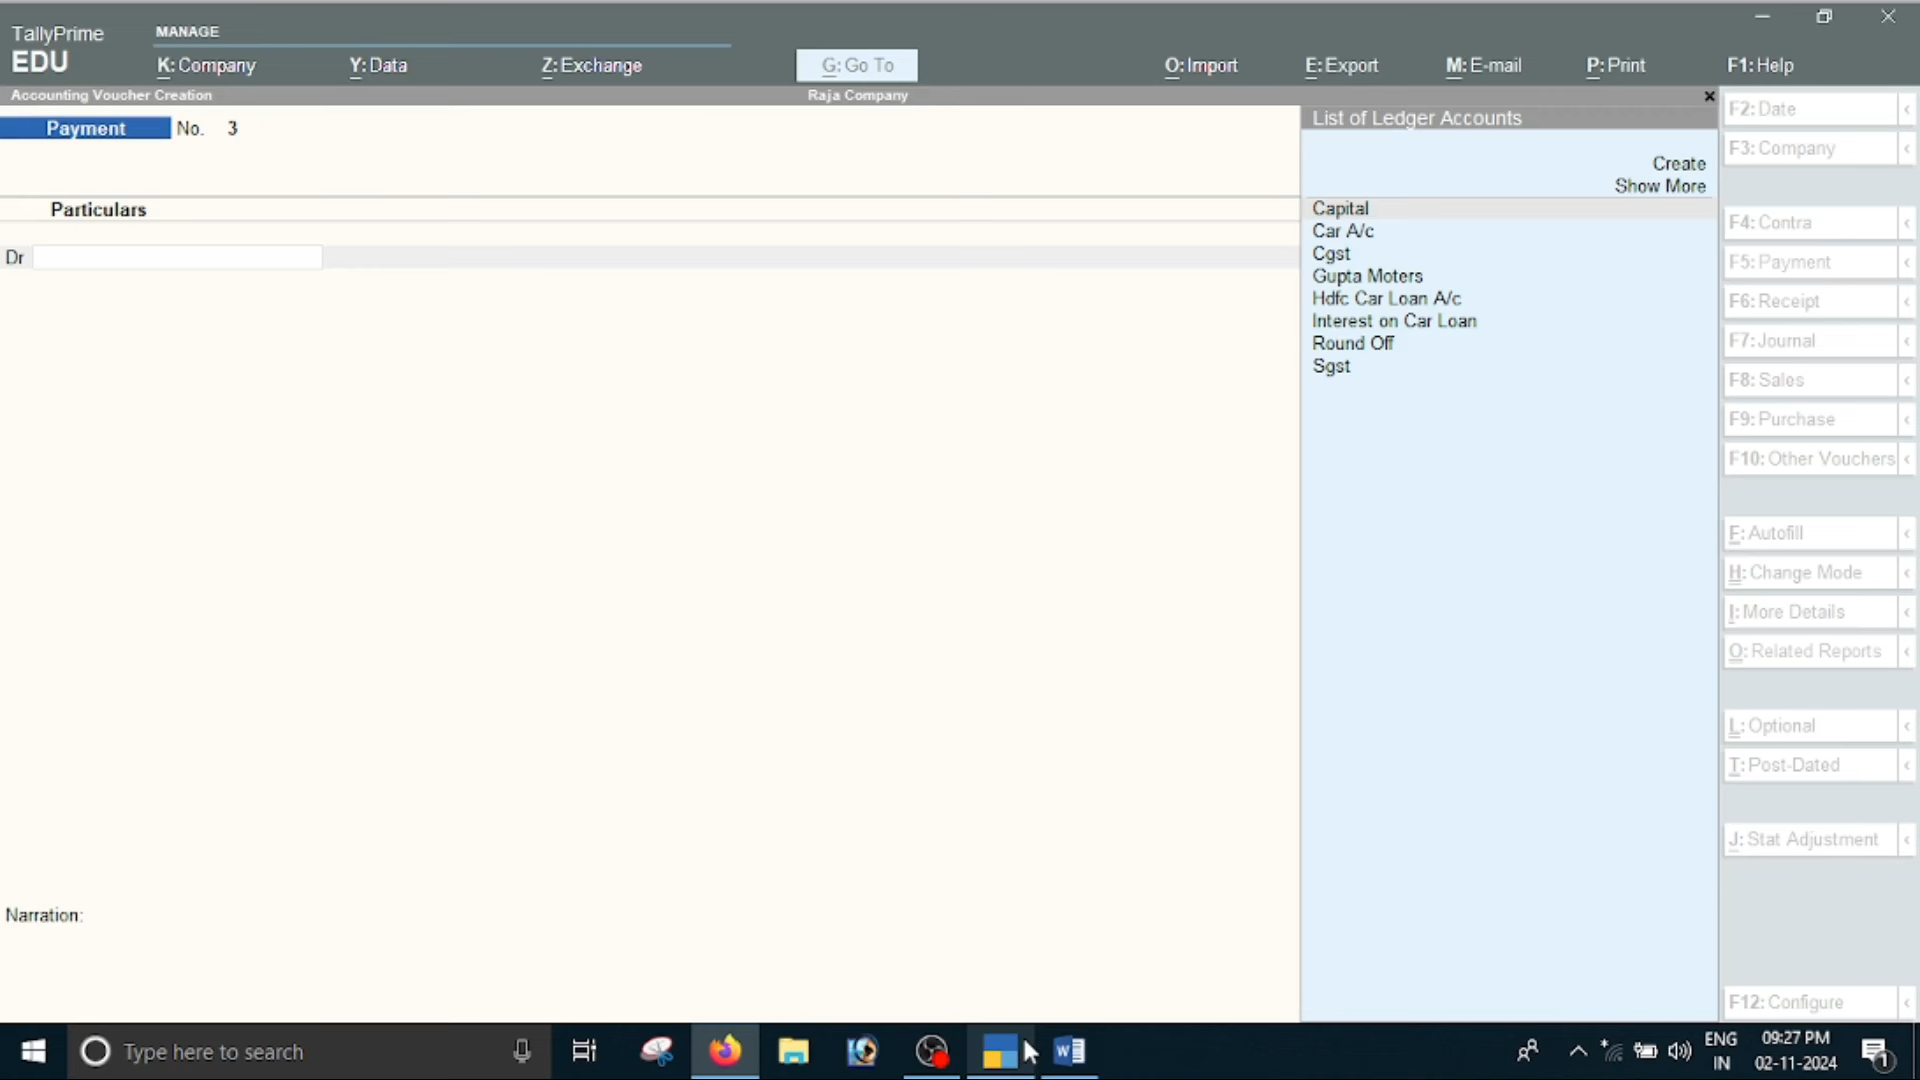 TallyPrime
EDU
MANAGE
K: Company
Y: Data
Z: Exchange
G: Go To
O: Import
E: Export
M: E-mail
P: Print
F1: Help
Accounting Voucher Creation
Raja Company
Payment No. 3
Particulars
Dr
Narration:
List of Ledger Accounts
Create
Show More
Capital
Car A/c
Cgst
Gupta Moters
Hdfc Car Loan A/c
Interest on Car Loan
Round Off
Sgst
F2: Date
F3: Company
F4: Contra
F5: Payment
F6: Receipt
F7: Journal
F8: Sales
F9: Purchase
F10: Other Vouchers
F: Autofill
H: Change Mode
I: More Details
O: Related Reports
L: Optional
T: Post-Dated
J: Stat Adjustment
F12: Configure
Type here to search
ENG
IN
09:27 PM
02-11-2024
1